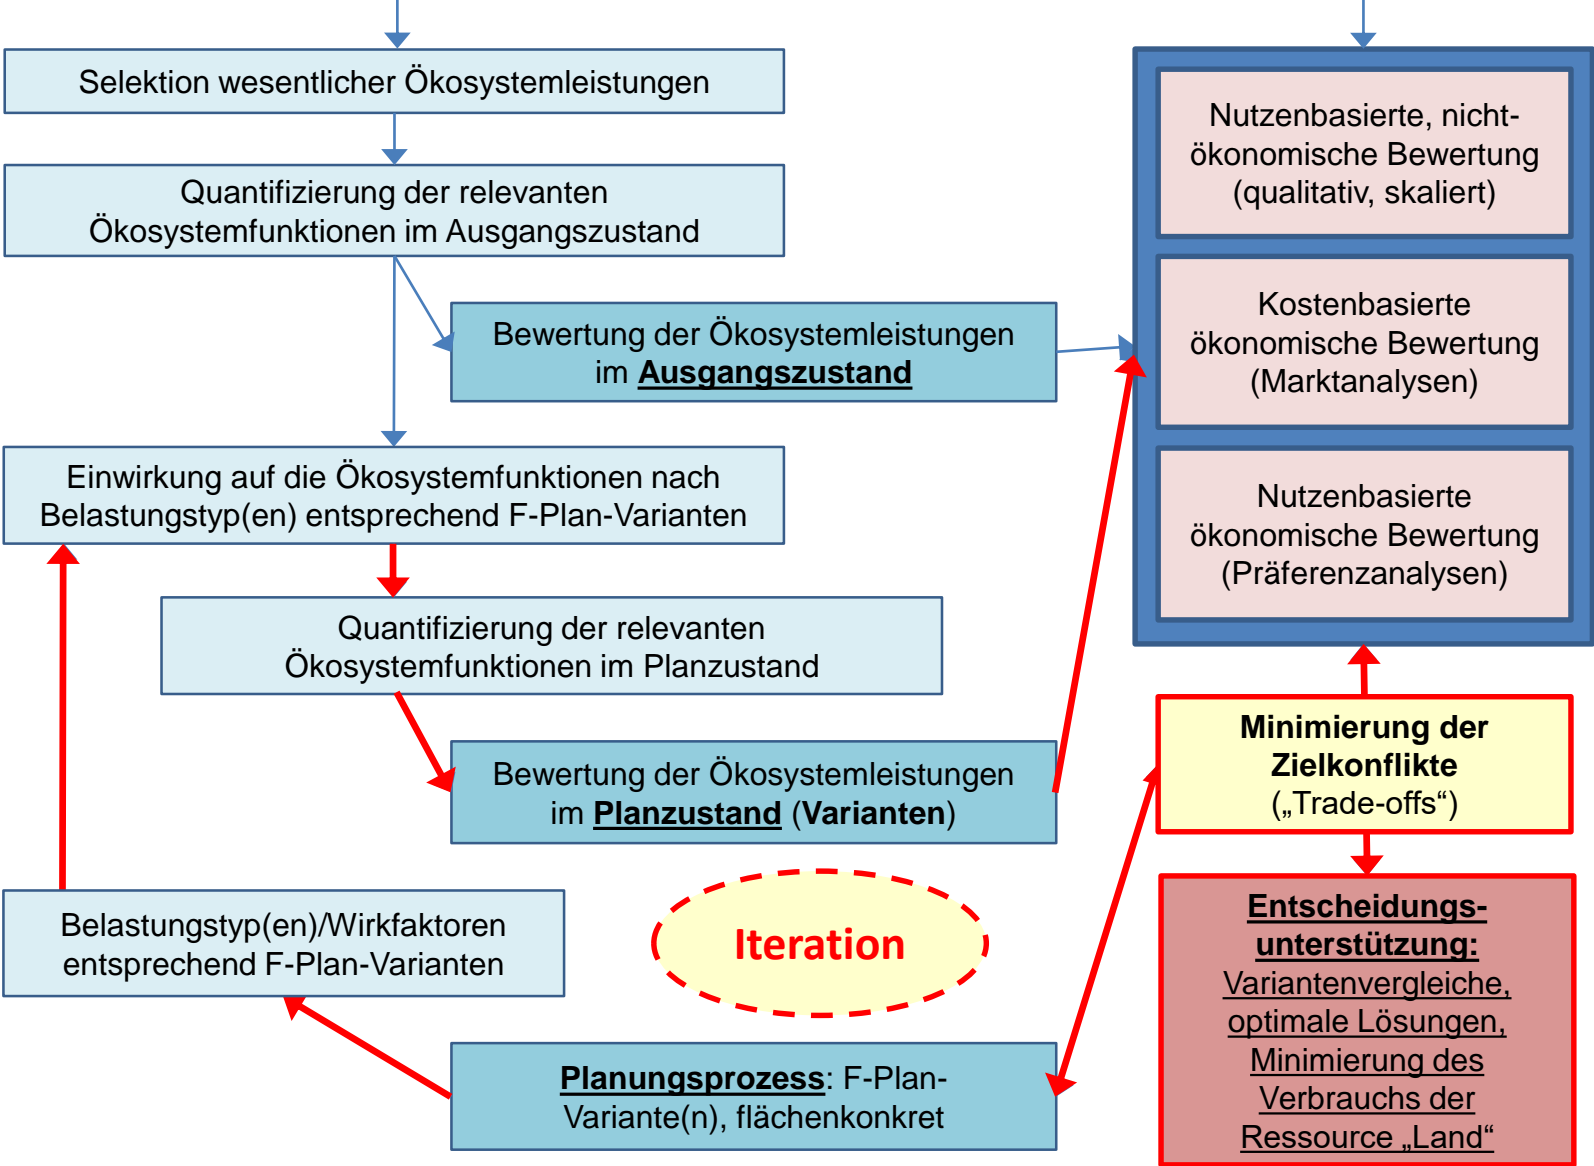 Selektion wesentlicher Ökosystemleistungen
Quantifizierung der relevanten
Ökosystemfunktionen im Ausgangszustand
Bewertung der Ökosystemleistungen
im Ausgangszustand
Einwirkung auf die Ökosystemfunktionen nach
Belastungstyp(en) entsprechend F-Plan-Varianten
Quantifizierung der relevanten
Ökosystemfunktionen im Planzustand
Bewertung der Ökosystemleistungen
im Planzustand (Varianten)
Belastungstyp(en)/Wirkfaktoren
entsprechend F-Plan-Varianten
Iteration
Planungsprozess: F-Plan-
Variante(n), flächenkonkret
Nutzenbasierte, nicht-
ökonomische Bewertung
(qualitativ, skaliert)
Kostenbasierte
ökonomische Bewertung
(Marktanalysen)
Nutzenbasierte
ökonomische Bewertung
(Präferenzanalysen)
Minimierung der
Zielkonflikte
(„Trade-offs“)
Entscheidungs-
unterstützung:
Variantenvergleiche,
optimale Lösungen,
Minimierung des
Verbrauchs der
Ressource „Land“